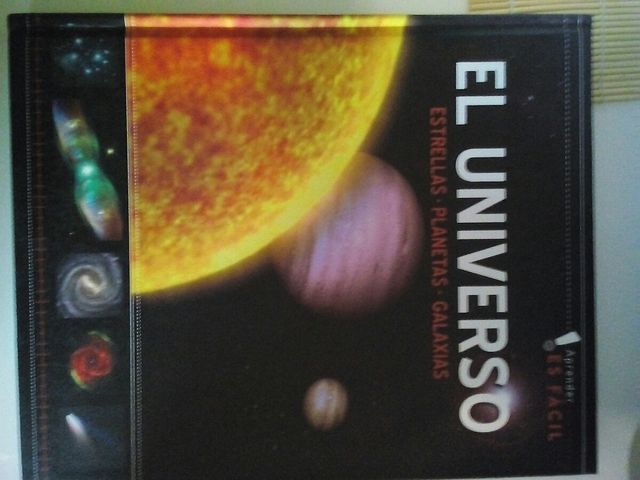 Aprender
ES FÁCIL
EL UNIVERSO
ESTRELLAS · PLANETAS · GALAXIAS